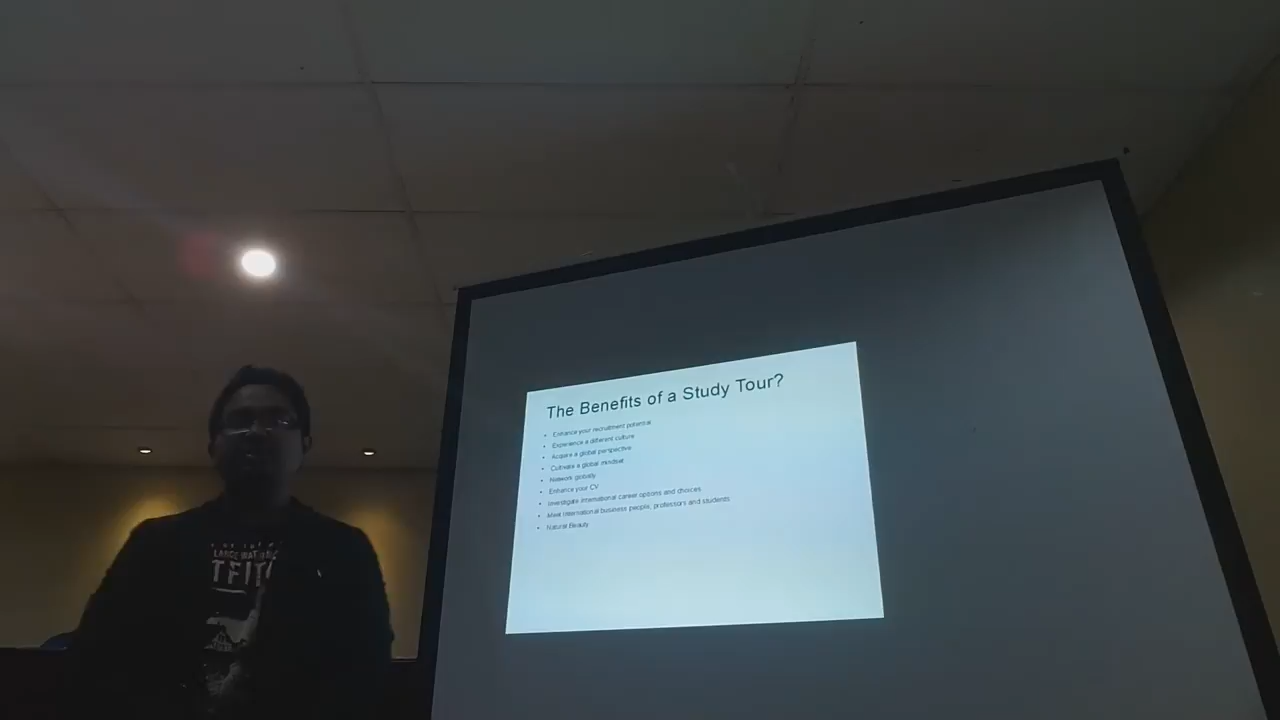 The Benefits of a Study Tour?
• Enhance your recruitment potential
• Experience a different culture
• Acquire a global perspective
• Cultivate a global mindset
• Network globally
• Enhance your CV
• Investigate international career options and choices
• Meet international business people, professors and students
• Natural Beauty